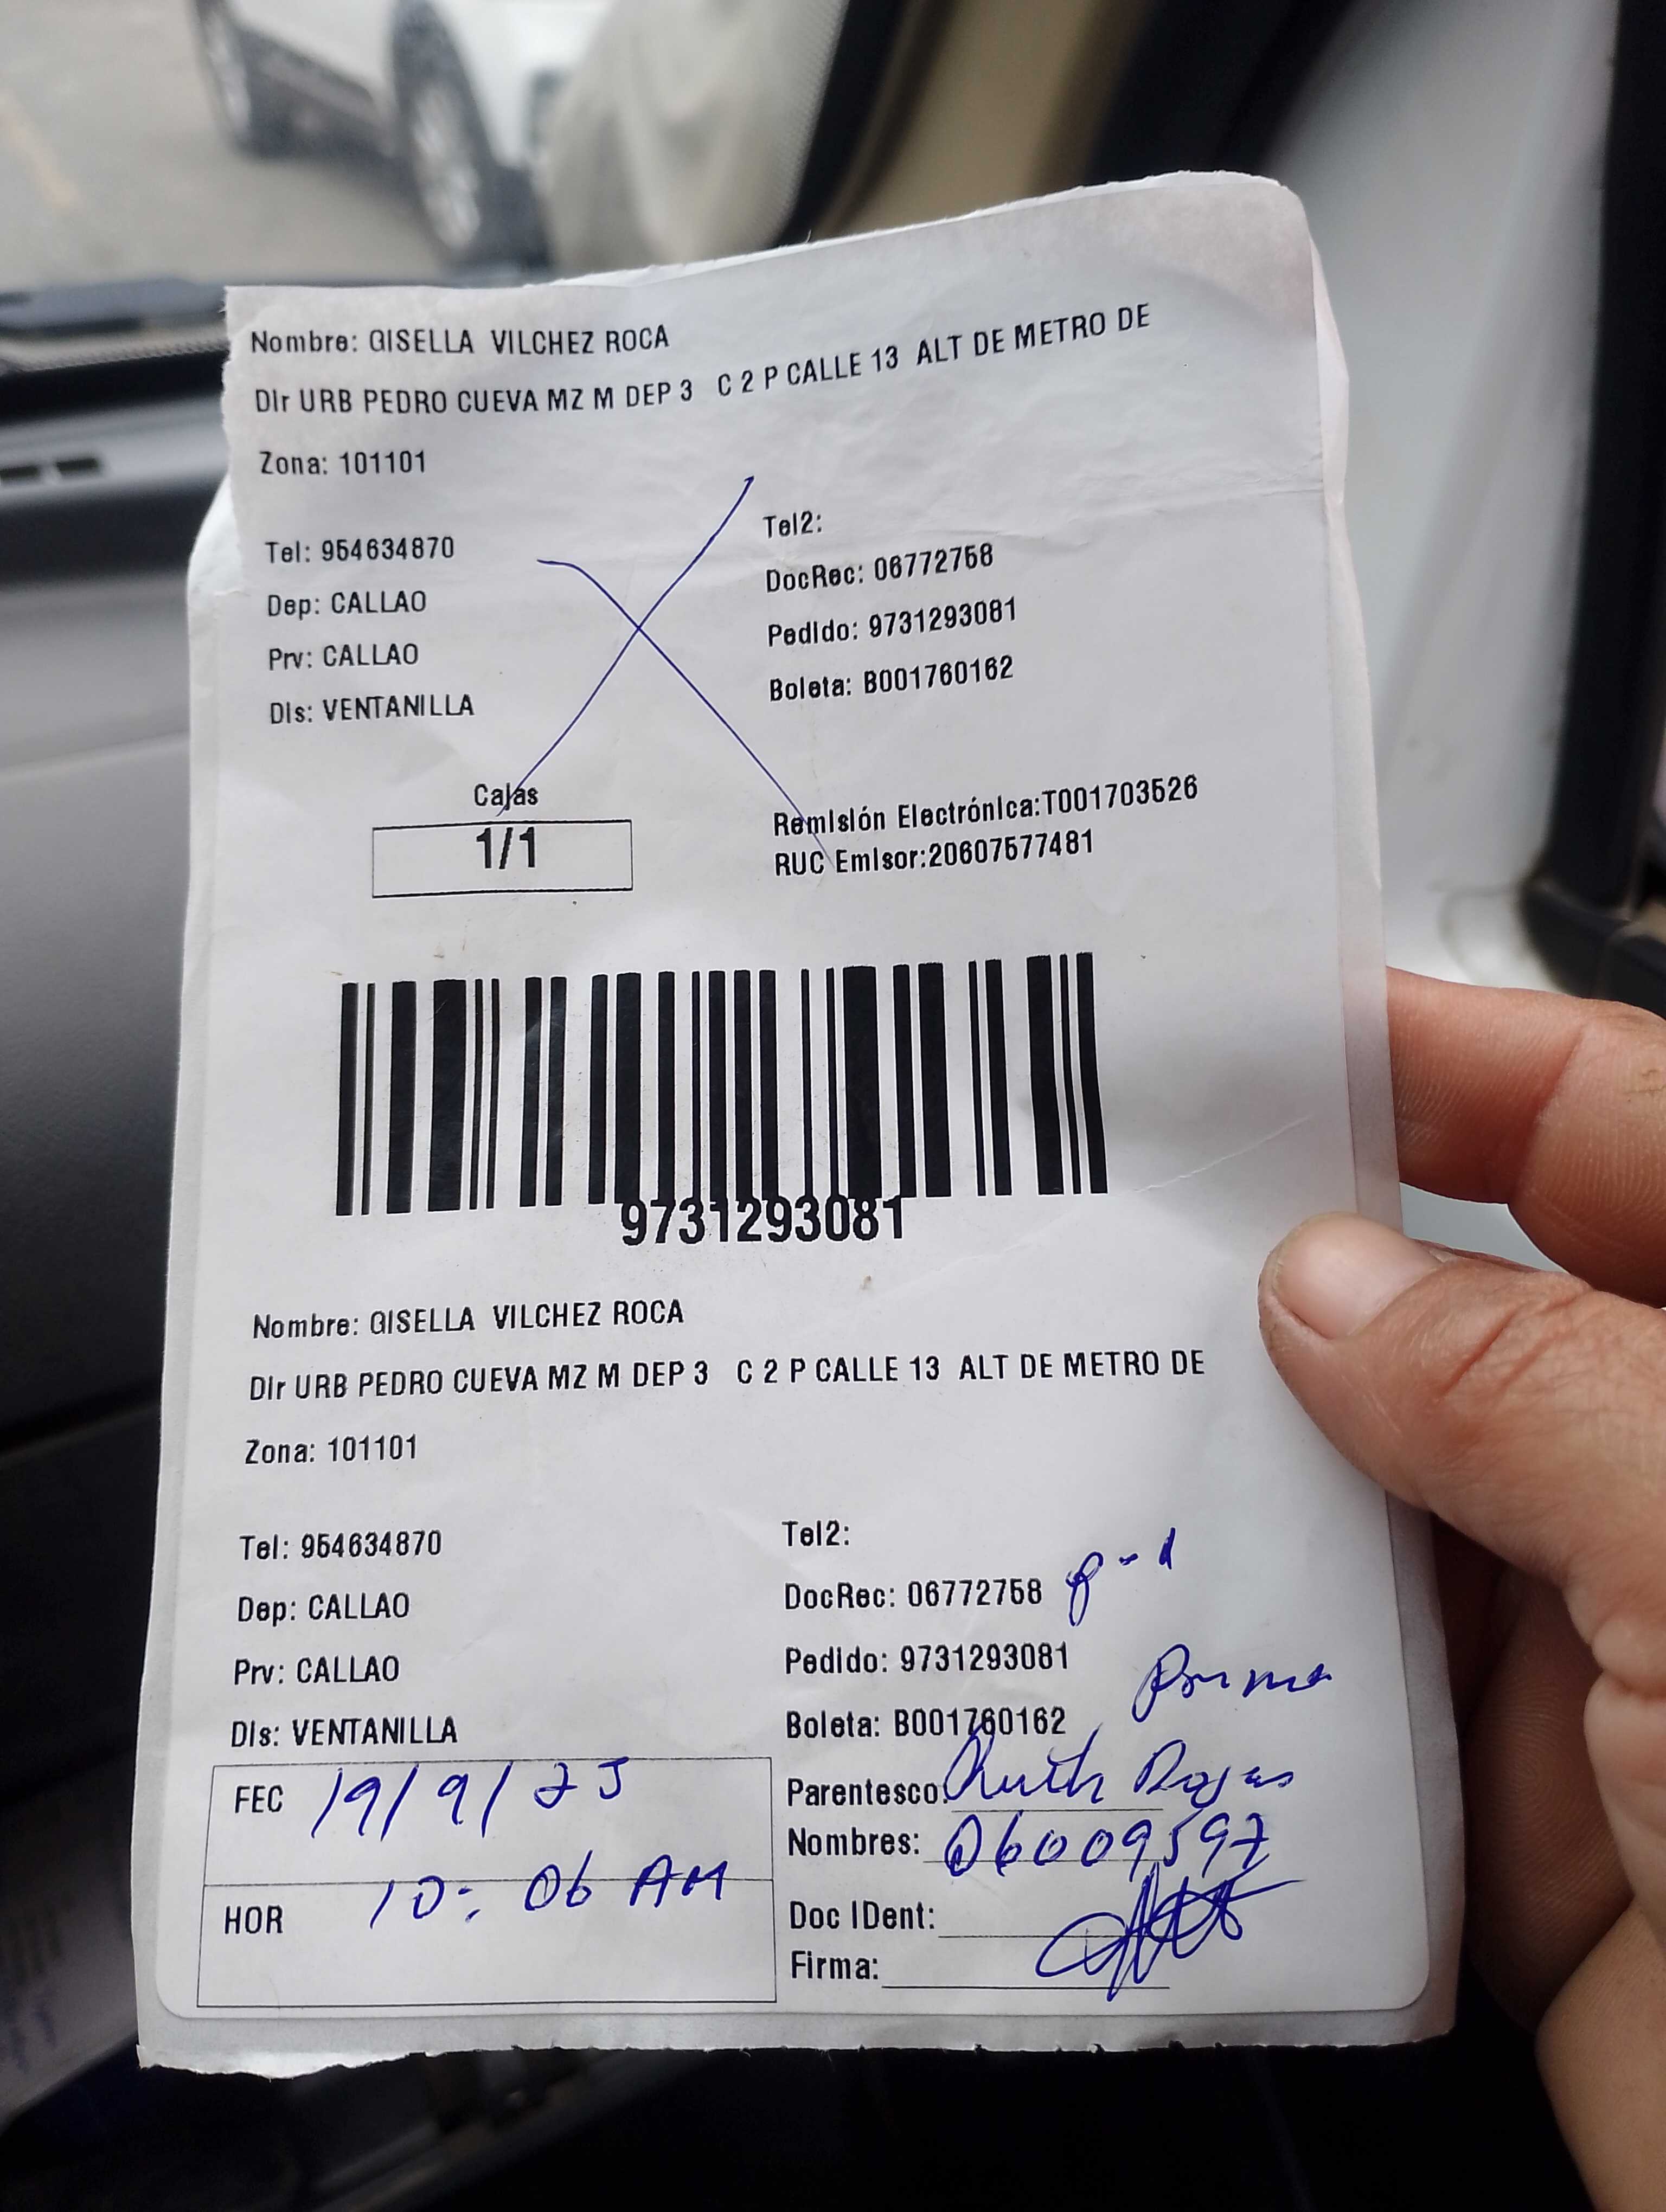 Nombre: GISELLA VILCHEZ ROCA
Dir URB PEDRO CUEVA MZ M DEP 3 C 2 P CALLE 13 ALT DE METRO DE
Zona: 101101
Tel: 954634870 Tel2:
Dep: CALLAO DocRec: 06772758
Prv: CALLAO Pedido: 9731293081
Dis: VENTANILLA Boleta: B001760162
Cajas
1/1
Remisión Electrónica:T001703526
RUC Emisor:20607577481
9731293081
Nombre: GISELLA VILCHEZ ROCA
Dir URB PEDRO CUEVA MZ M DEP 3 C 2 P CALLE 13 ALT DE METRO DE
Zona: 101101
Tel: 954634870 Tel2:
Dep: CALLAO DocRec: 06772758
Prv: CALLAO Pedido: 9731293081
Dis: VENTANILLA Boleta: B001760162
FEC 19/9/25
HOR 10:06 AM
Prima
Parentesco: Ruth Rojas
Nombres: 06009597
Doc IDent:
Firma: